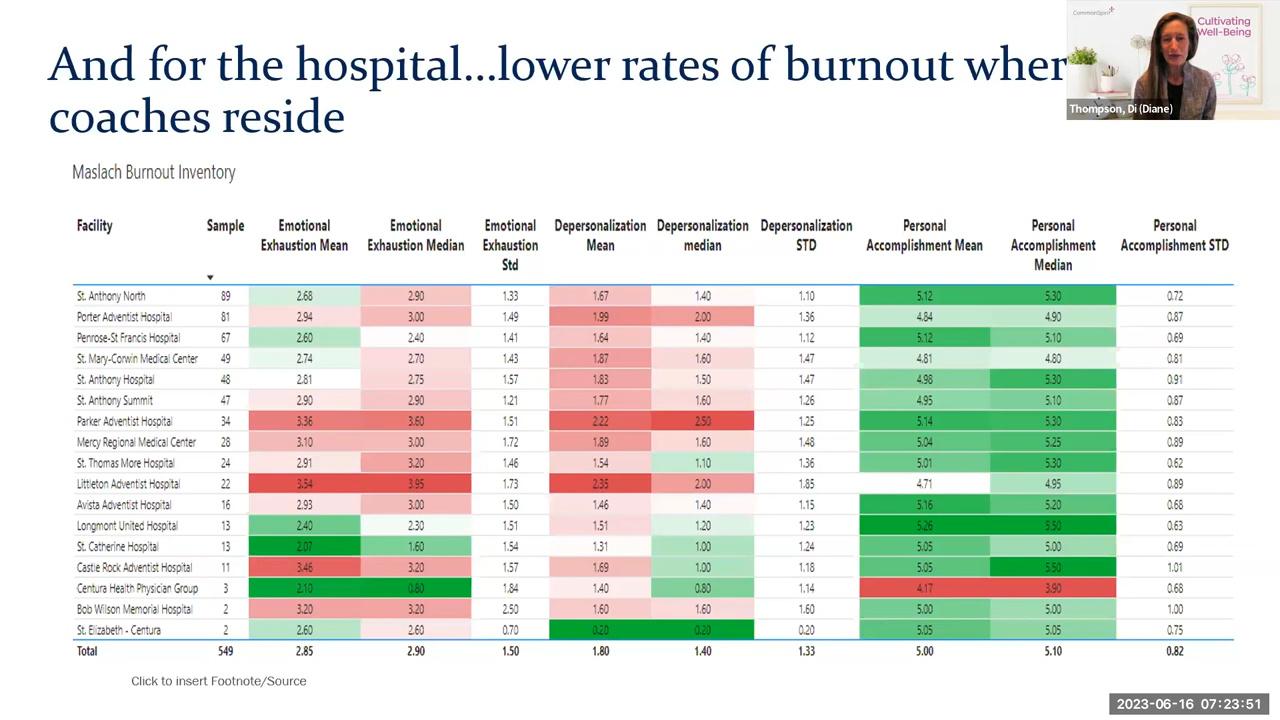 And for the hospital...lower rates of burnout wher
coaches reside
CommonSpirit
Cultivating
Well-Being
Thompson, Di (Diane)
Maslach Burnout Inventory
Facility Sample Emotional Exhaustion Mean Emotional Exhaustion Median Emotional Exhaustion Std Depersonalization Mean Depersonalization median Depersonalization STD Personal Accomplishment Mean Personal Accomplishment Median Personal Accomplishment STD
St. Anthony North 89 2.68 2.90 1.33 1.67 1.40 1.10 5.12 5.30 0.72
Porter Adventist Hospital 81 2.94 3.00 1.49 1.99 2.00 1.36 4.84 4.90 0.87
Penrose-St Francis Hospital 67 2.60 2.40 1.41 1.64 1.40 1.12 5.12 5.10 0.69
St. Mary-Corwin Medical Center 49 2.74 2.70 1.43 1.87 1.60 1.47 4.81 4.80 0.81
St. Anthony Hospital 48 2.81 2.75 1.57 1.83 1.50 1.47 4.98 5.30 0.91
St. Anthony Summit 47 2.90 2.90 1.21 1.77 1.60 1.26 4.95 5.10 0.87
Parker Adventist Hospital 34 3.36 3.60 1.51 2.22 2.50 1.25 5.14 5.30 0.83
Mercy Regional Medical Center 28 3.10 3.00 1.72 1.89 1.60 1.48 5.04 5.25 0.89
St. Thomas More Hospital 24 2.91 3.20 1.46 1.54 1.10 1.36 5.01 5.30 0.62
Littleton Adventist Hospital 22 3.54 3.95 1.73 2.35 2.00 1.85 4.71 4.95 0.89
Avista Adventist Hospital 16 2.93 3.00 1.50 1.46 1.40 1.15 5.16 5.20 0.68
Longmont United Hospital 13 2.40 2.30 1.51 1.51 1.20 1.23 5.26 5.50 0.63
St. Catherine Hospital 13 2.07 1.60 1.54 1.31 1.00 1.24 5.05 5.00 0.69
Castle Rock Adventist Hospital 11 3.46 3.20 1.57 1.69 1.00 1.18 5.05 5.50 1.01
Centura Health Physician Group 3 2.10 0.80 1.84 1.40 0.80 1.14 4.17 3.90 0.68
Bob Wilson Memorial Hospital 2 3.20 3.20 2.50 1.60 1.60 1.60 5.00 5.00 1.00
St. Elizabeth - Centura 2 2.60 2.60 0.70 0.20 0.20 0.20 5.05 5.05 0.75
Total 549 2.85 2.90 1.50 1.80 1.40 1.33 5.00 5.10 0.82
Click to insert Footnote/Source
2023-06-16 07:23:51